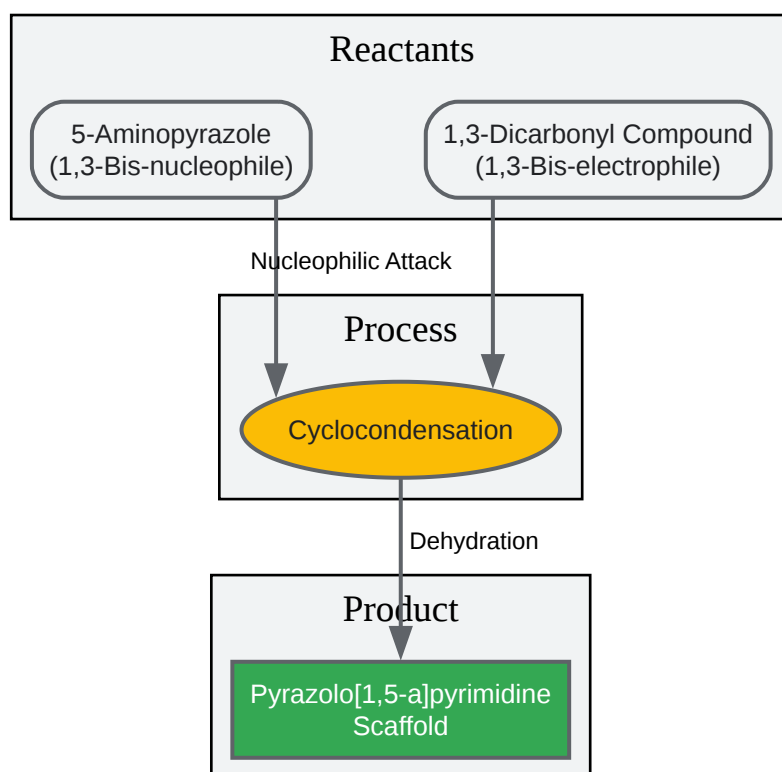 Reactants
5-Aminopyrazole
(1,3-Bis-nucleophile)
1,3-Dicarbonyl Compound
(1,3-Bis-electrophile)
Nucleophilic Attack
Process
Cyclocondensation
Dehydration
Product
Pyrazolo[1,5-a]pyrimidine
Scaffold